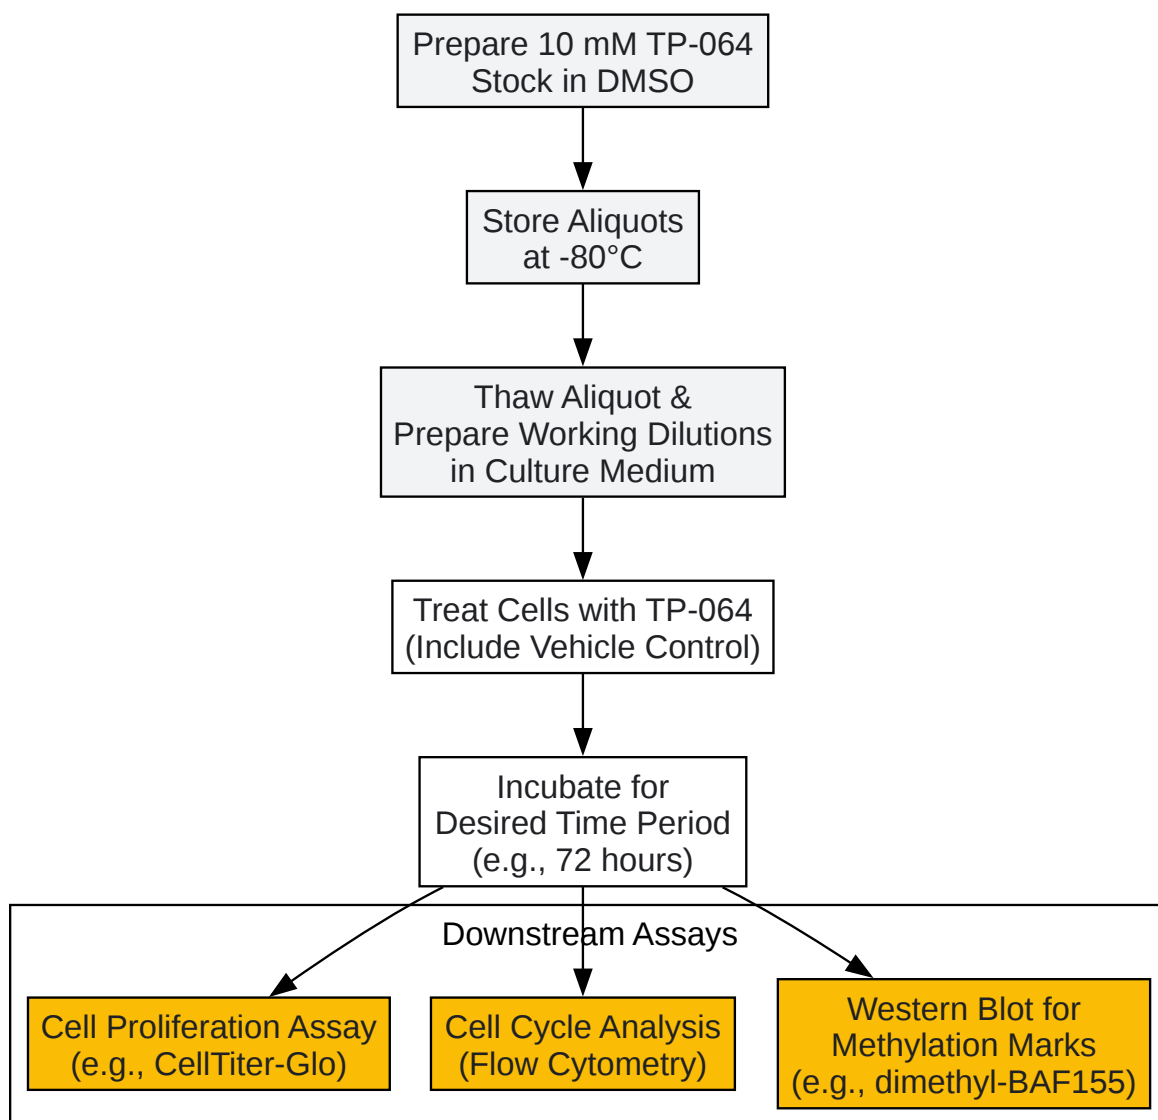 Prepare 10 mM TP-064
Stock in DMSO
Store Aliquots
at -80°C
Thaw Aliquot &
Prepare Working Dilutions
in Culture Medium
Treat Cells with TP-064
(Include Vehicle Control)
Incubate for
Desired Time Period
(e.g., 72 hours)
Downstream Assays
Cell Proliferation Assay
(e.g., CellTiter-Glo)
Cell Cycle Analysis
(Flow Cytometry)
Western Blot for
Methylation Marks
(e.g., dimethyl-BAF155)